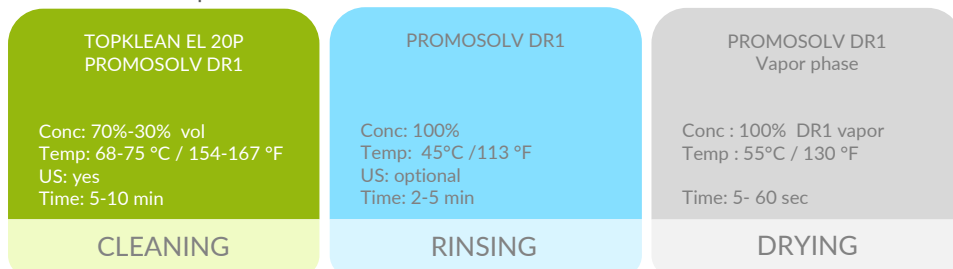 TOPKLEAN EL 20P
PROMOSOLV DR1
Conc: 70%-30% vol
Temp: 68-75 °C / 154-167 °F
US: yes
Time: 5-10 min
CLEANING
PROMOSOLV DR1
Conc: 100%
Temp: 45°C /113 °F
US: optional
Time: 2-5 min
RINSING
PROMOSOLV DR1
Vapor phase
Conc : 100% DR1 vapor
Temp : 55°C / 130 °F
Time: 5- 60 sec
DRYING